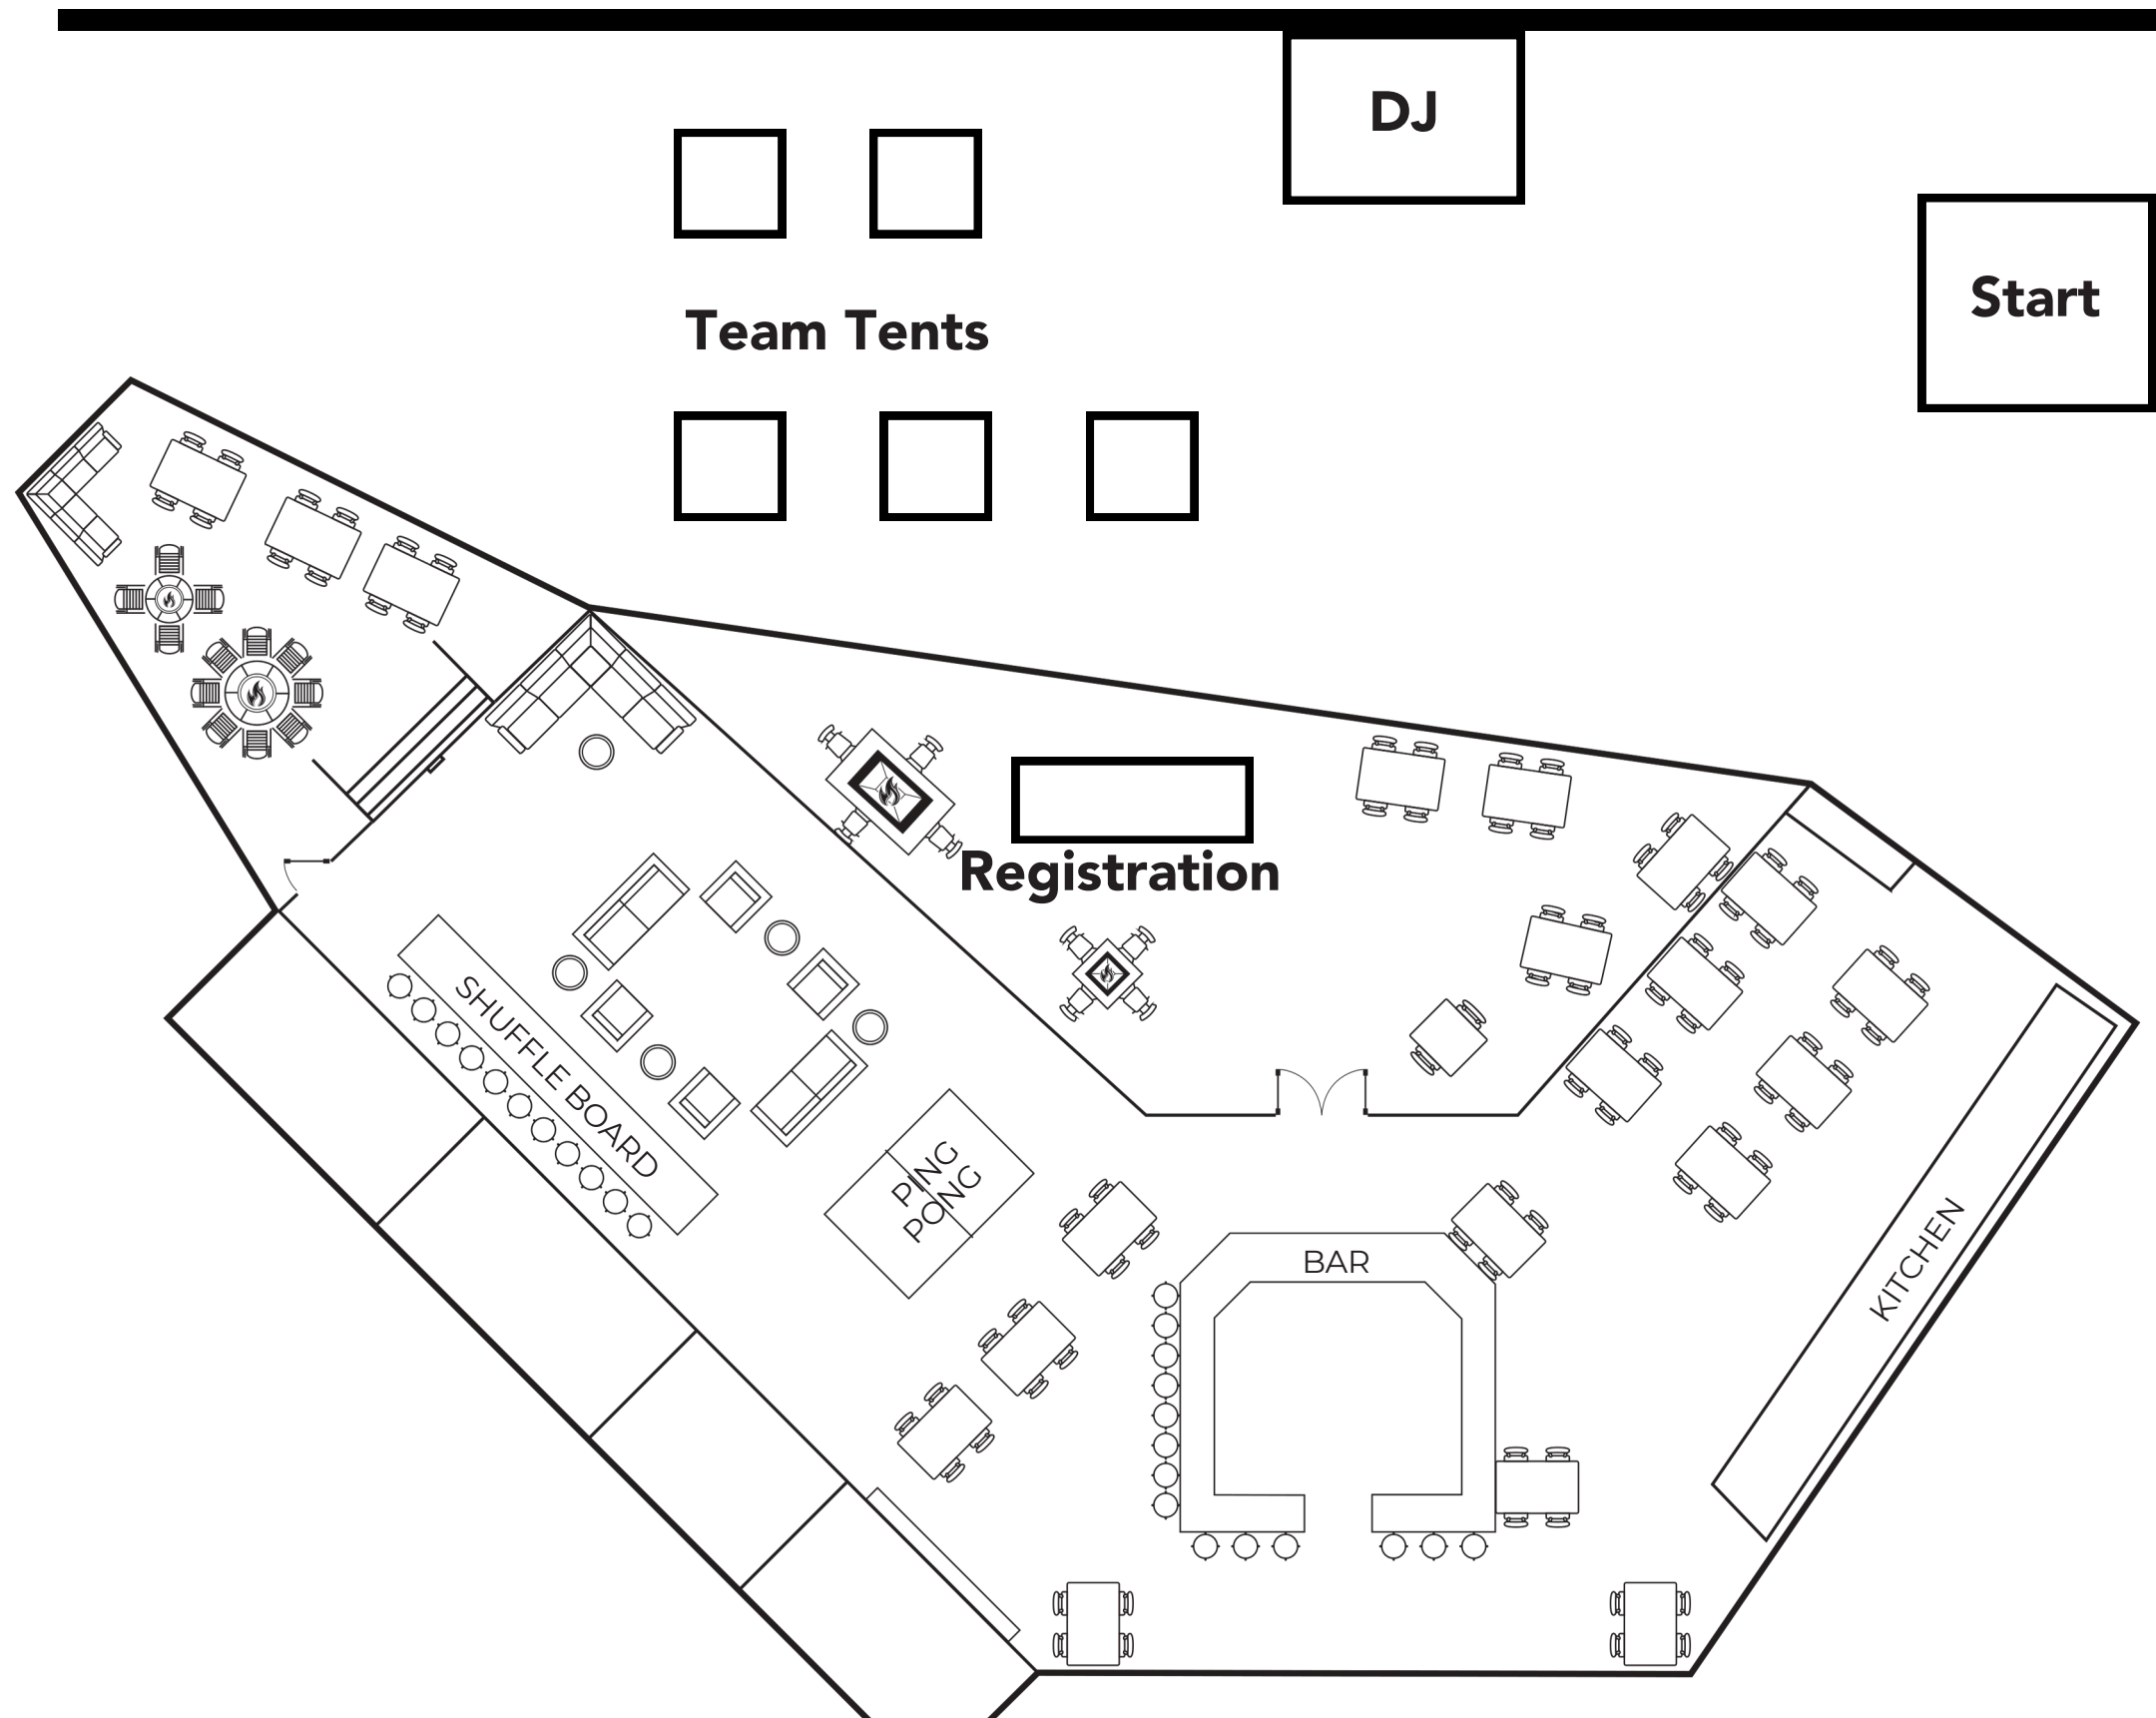 DJ
Start
Team Tents
Registration
SHUFFLE BOARD
PING
PONG
BAR
KITCHEN